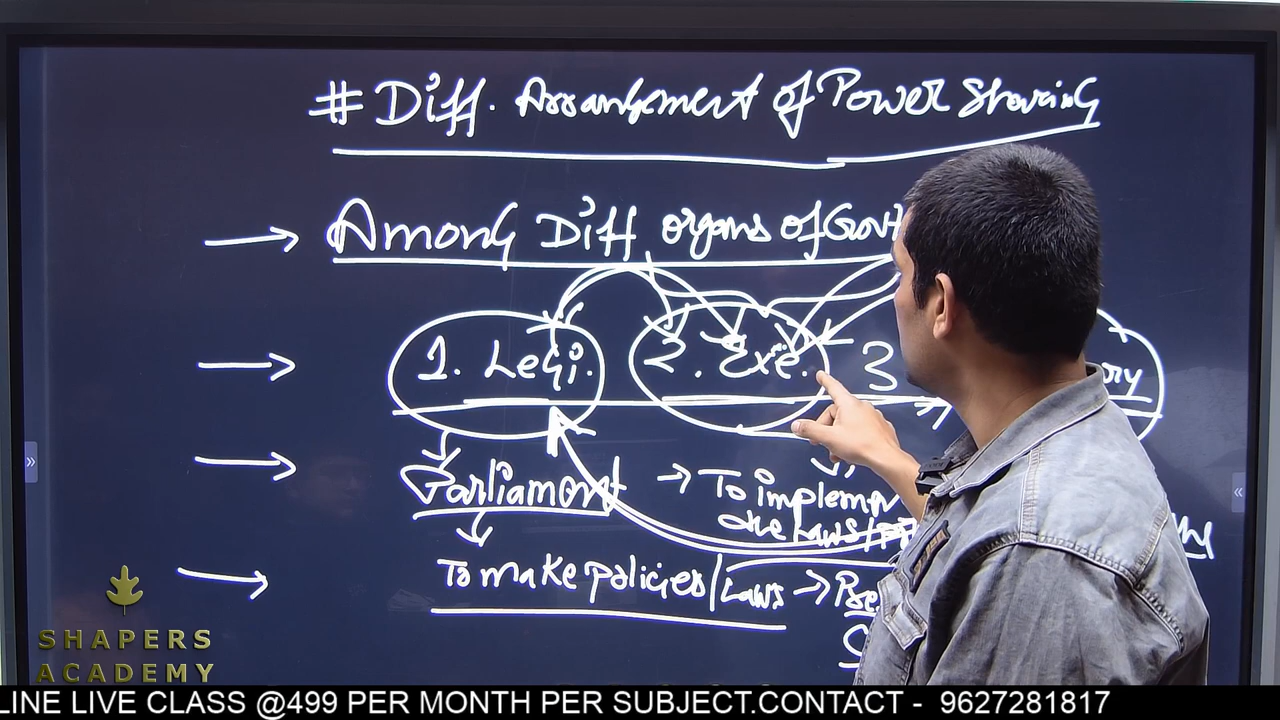 # Diff. Arrangement of Power Sharing
→ Among Diff organs of Govt
→ 1. Legi. 2. Exe. 3
→ Parliament → To implemen
the Laws/
→ To make policies/Laws →
SHAPERS
ACADEMY
LINE LIVE CLASS @499 PER MONTH PER SUBJECT.CONTACT - 9627281817